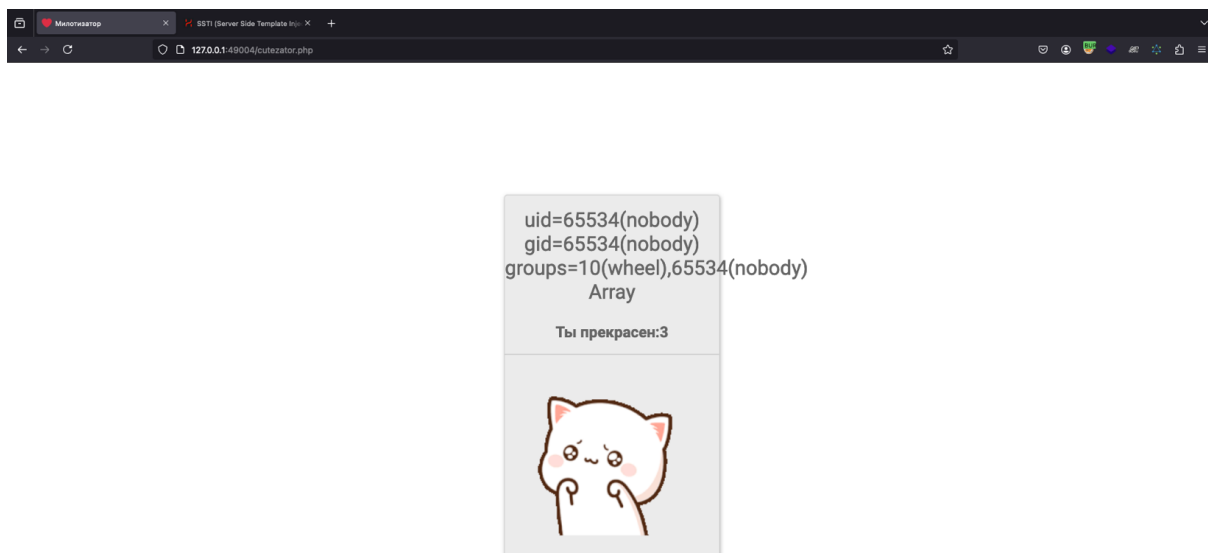 Милотизатор
SSTI (Server Side Template Inje
127.0.0.1:49004/cutezator.php
uid=65534(nobody)
gid=65534(nobody)
groups=10(wheel),65534(nobody)
Array
Ты прекрасен:3